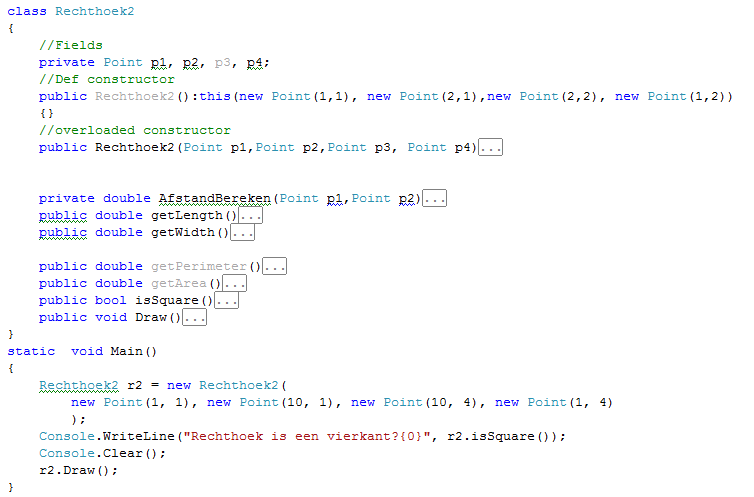 class Rechthoek2
{
//Fields
private Point p1, p2, p3, p4;
//Def constructor
public Rechthoek2():this(new Point(1,1), new Point(2,1),new Point(2,2), new Point(1,2))
{}
//overloaded constructor
public Rechthoek2(Point p1,Point p2,Point p3, Point p4)...
private double AfstandBereken(Point p1,Point p2)...
public double getLength()...
public double getWidth()...
public double getPerimeter()...
public double getArea()...
public bool isSquare()...
public void Draw()...
}
static  void Main()
{
Rechthoek2 r2 = new Rechthoek2(
new Point(1, 1), new Point(10, 1), new Point(10, 4), new Point(1, 4)
);
Console.WriteLine("Rechthoek is een vierkant?{0}", r2.isSquare());
Console.Clear();
r2.Draw();
}